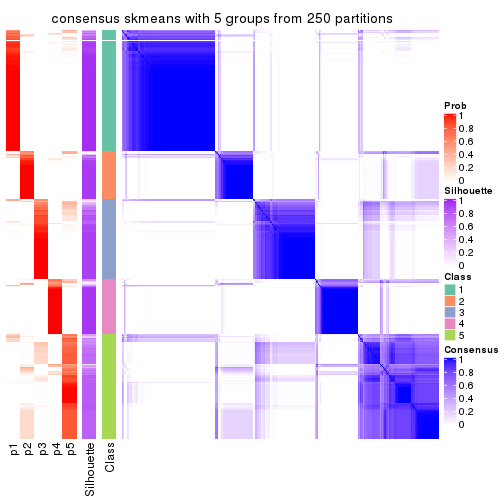 consensus skmeans with 5 groups from 250 partitions
Prob
1
0.8
0.6
0.4
0.2
0
Silhouette
1
0.8
0.6
0.4
0.2
0
Class
1
2
3
4
5
Consensus
1
0.8
0.6
0.4
0.2
0
p1
p2
p3
p4
p5
Silhouette
Class